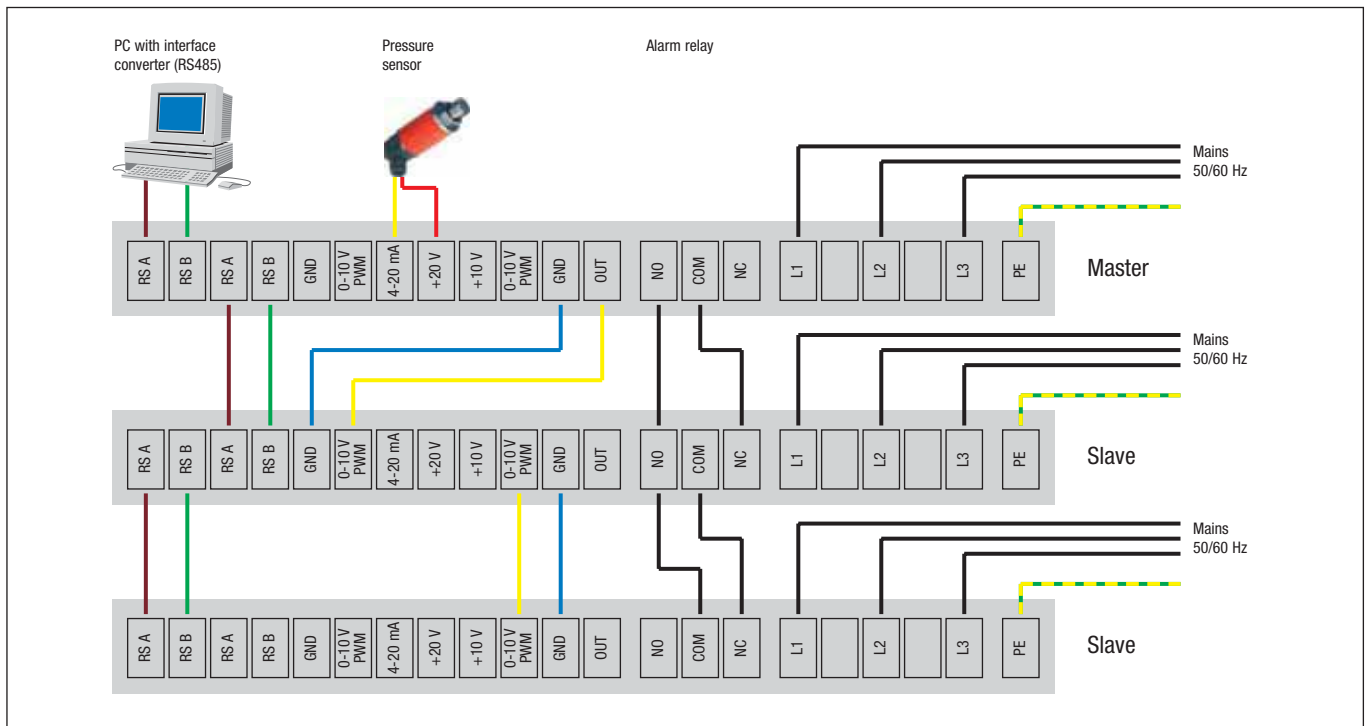 PC with interface
converter (RS485)
Pressure
sensor
Alarm relay
Mains
50/60 Hz
RS A
RS B
RS A
RS B
GND
0-10 V
PWM
4-20 mA
+20 V
+10 V
0-10 V
PWM
GND
OUT
NO
COM
NC
L1
L2
L3
PE
Master
Mains
50/60 Hz
RS A
RS B
RS A
RS B
GND
0-10 V
PWM
4-20 mA
+20 V
+10 V
0-10 V
PWM
GND
OUT
NO
COM
NC
L1
L2
L3
PE
Slave
Mains
50/60 Hz
RS A
RS B
RS A
RS B
GND
0-10 V
PWM
4-20 mA
+20 V
+10 V
0-10 V
PWM
GND
OUT
NO
COM
NC
L1
L2
L3
PE
Slave